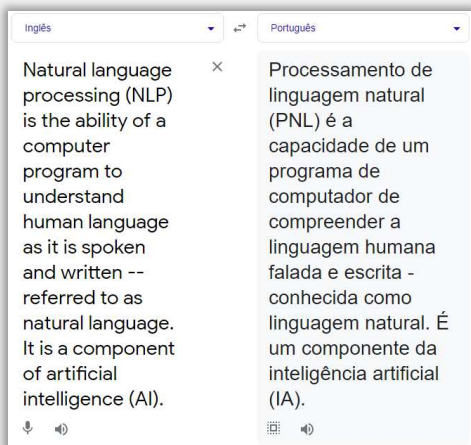 Inglês
Português
Natural language
processing (NLP)
is the ability of a
computer
program to
understand
human language
as it is spoken
and written --
referred to as
natural language.
It is a component
of artificial
intelligence (AI).
Processamento de
linguagem natural
(PNL) é a
capacidade de um
programa de
computador de
compreender a
linguagem humana
falada e escrita -
conhecida como
linguagem natural. É
um componente da
inteligência artificial
(IA).